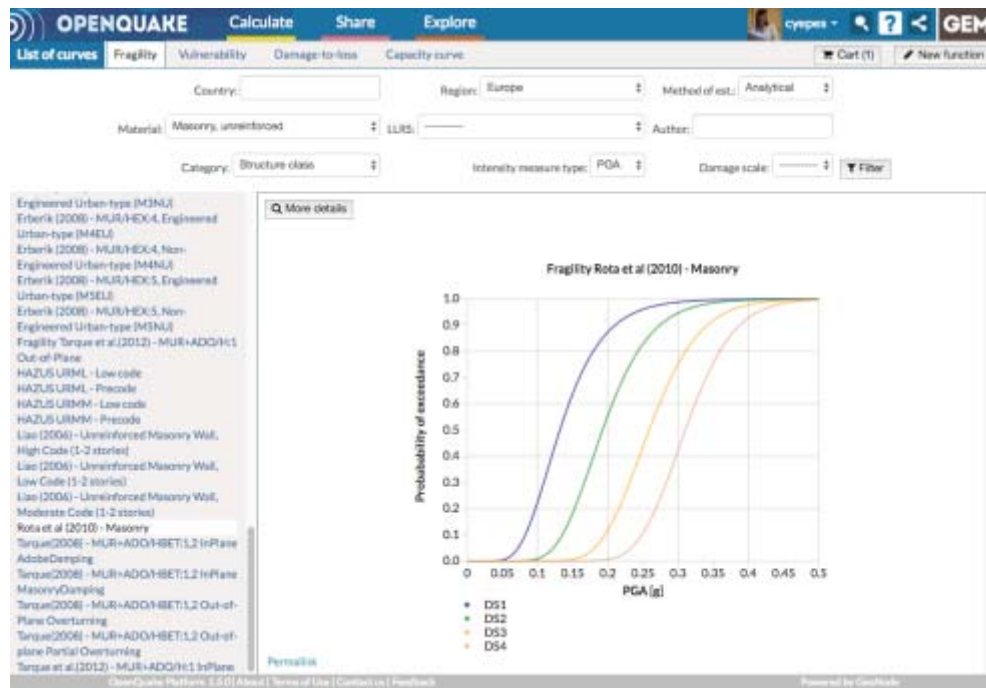 OPENQUAKE Calculate Share Explore cyepes GEM
List of curves Fragility Vulnerability Damage-to-loss Capacity curve Cart (1) New function
Country: Region: Europe Method of est.: Analytical
Material: Masonry, unreinforced LLRS: --------- Author:
Category: Structure class Intensity measure type: PGA Damage scale: --------- Filter
Engineered Urban-type (M3NU)
Erberik (2008) - MUR/HEX:4, Engineered
Urban-type (M4EU)
Erberik (2008) - MUR/HEX:4, Non-
Engineered Urban-type (M4NU)
Erberik (2008) - MUR/HEX:5, Engineered
Urban-type (M5EU)
Erberik (2008) - MUR/HEX:5, Non-
Engineered Urban-type (M5NU)
Fragility Tarque et al.(2012) - MUR+ADO/H:1
Out-of-Plane
HAZUS URML - Low code
HAZUS URML - Precode
HAZUS URMM - Low code
HAZUS URMM - Precode
Liao (2006) - Unreinforced Masonry Wall,
High Code (1-2 stories)
Liao (2006) - Unreinforced Masonry Wall,
Low Code (1-2 stories)
Liao (2006) - Unreinforced Masonry Wall,
Moderate Code (1-2 stories)
Rota et al (2010) - Masonry
Tarque(2008) - MUR+ADO/HBET:1,2 InPlane
AdobeDamping
Tarque(2008) - MUR+ADO/HBET:1,2 InPlane
MasonryDamping
Tarque(2008) - MUR+ADO/HBET:1,2 Out-of-
Plane Overturning
Tarque(2008) - MUR+ADO/HBET:1,2 Out-of-
plane Partial Overturning
Tarque et al.(2012) - MUR+ADO/H:1 InPlane
More details
Fragility Rota et al (2010) - Masonry
Probabability of exceedance
1.0
0.9
0.8
0.7
0.6
0.5
0.4
0.3
0.2
0.1
0.0
0 0.05 0.1 0.15 0.2 0.25 0.3 0.35 0.4 0.45 0.5
PGA [g]
DS1
DS2
DS3
DS4
Permalink
OpenQuake Platform 1.5.0 | About | Terms of Use | Contact us | Feedback Powered by GeoNode